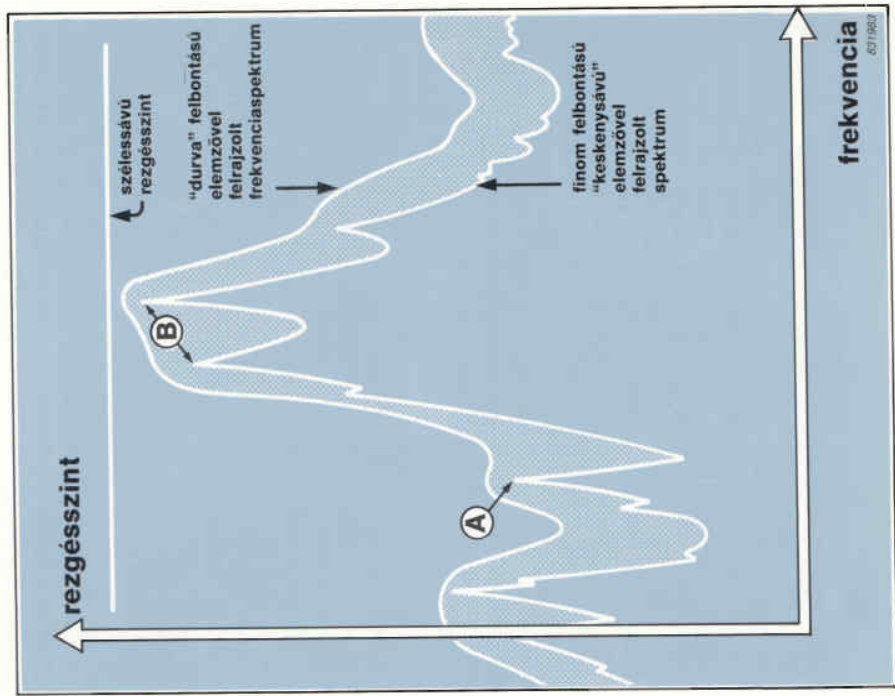 rezgésszint
szélessávú
rezgésszint
“durva” felbontású
elemzővel
felrajzolt
frekvenciaspektrum
B
A
finom felbontású
“keskenysávú”
elemzővel
felrajzolt
spektrum
frekvencia
831983